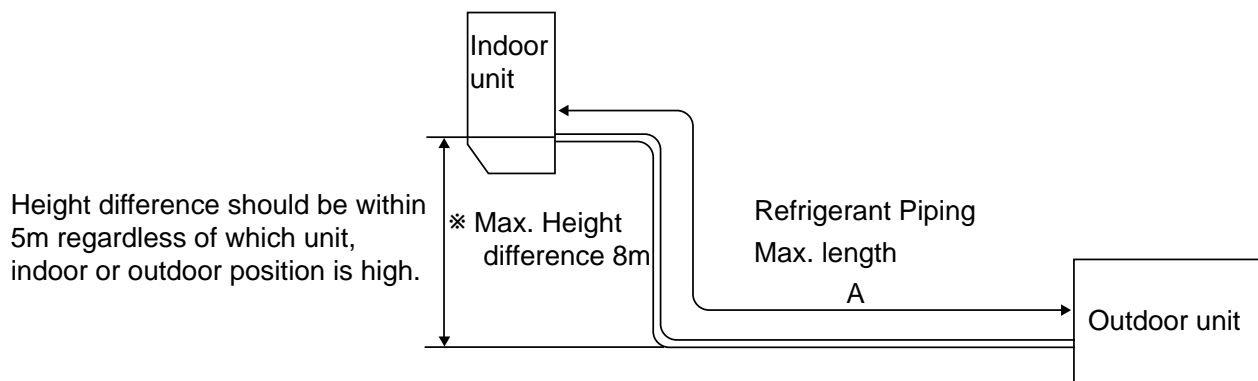 Indoor
unit
Height difference should be within
5m regardless of which unit,
indoor or outdoor position is high.
※ Max. Height
difference 8m
Refrigerant Piping
Max. length
A
Outdoor unit